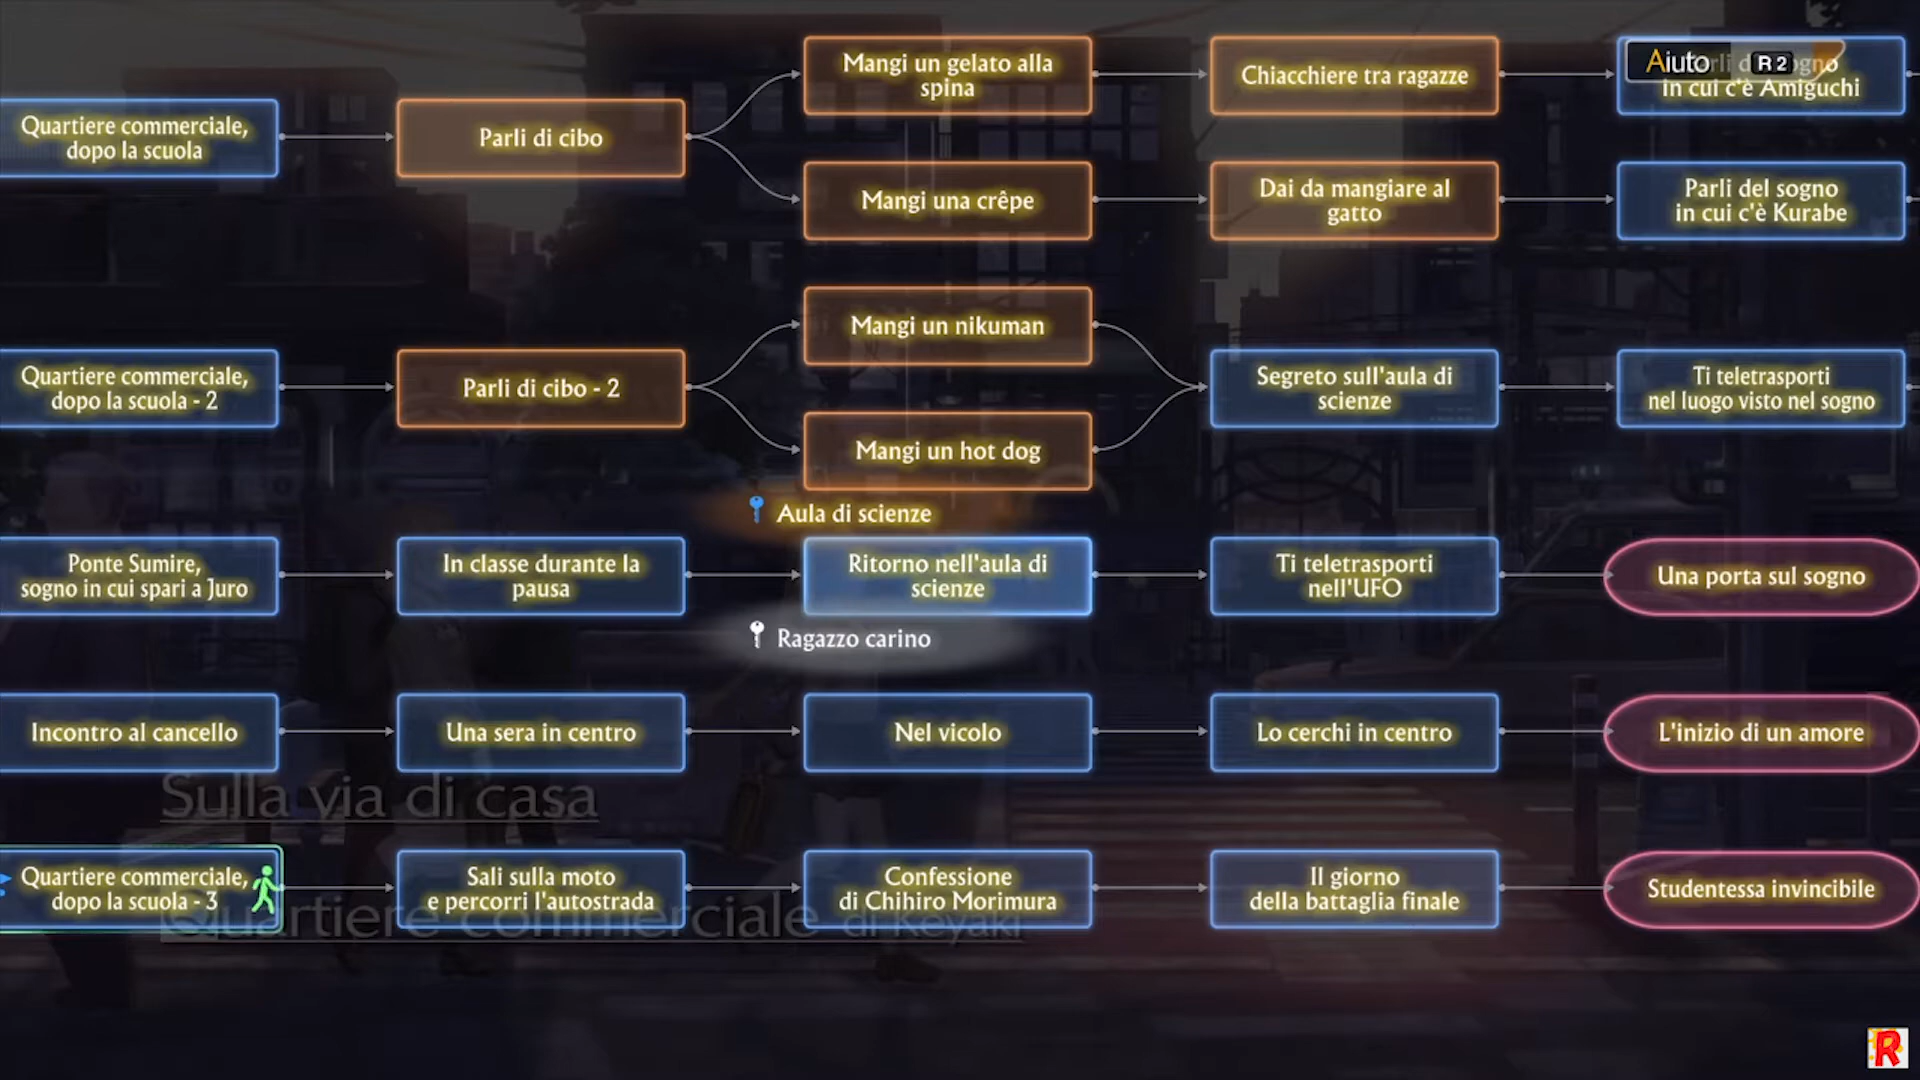 Mangi un gelato alla
spina
Chiacchiere tra ragazze
Aiuto R2
in cui c'è Amiguchi
Quartiere commerciale,
dopo la scuola
Parli di cibo
Mangi una crêpe
Dai da mangiare al
gatto
Parli del sogno
in cui c'è Kurabe
Mangi un nikuman
Quartiere commerciale,
dopo la scuola - 2
Parli di cibo - 2
Segreto sull'aula di
scienze
Ti teletrasporti
nel luogo visto nel sogno
Mangi un hot dog
Aula di scienze
Ponte Sumire,
sogno in cui spari a Juro
In classe durante la
pausa
Ritorno nell'aula di
scienze
Ti teletrasporti
nell'UFO
Una porta sul sogno
Ragazzo carino
Incontro al cancello
Una sera in centro
Nel vicolo
Lo cerchi in centro
L'inizio di un amore
Sulla via di casa
Quartiere commerciale,
dopo la scuola - 3
Sali sulla moto
e percorri l'autostrada
Confessione
di Chihiro Morimura
Il giorno
della battaglia finale
Studentessa invincibile
Quartiere commerciale di Keyaki
R